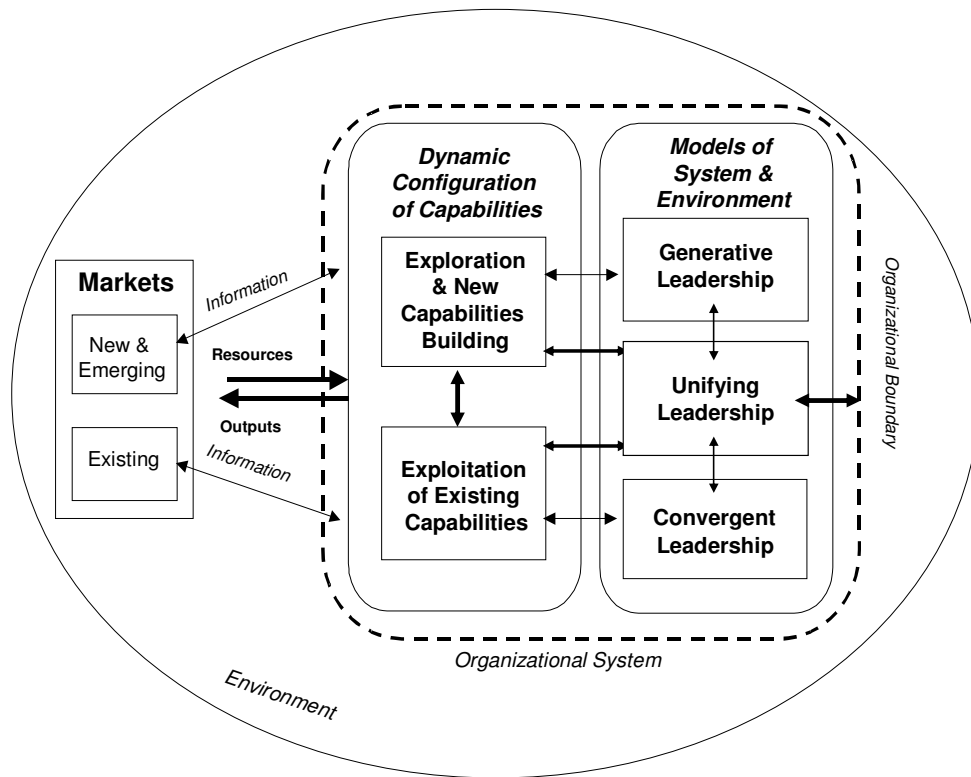 Markets
New &
Emerging
Existing
Information
Resources
Outputs
Information
Dynamic
Configuration
of Capabilities
Exploration
& New
Capabilities
Building
Exploitation
of Existing
Capabilities
Models of
System &
Environment
Generative
Leadership
Unifying
Leadership
Convergent
Leadership
Organizational Boundary
Organizational System
Environment